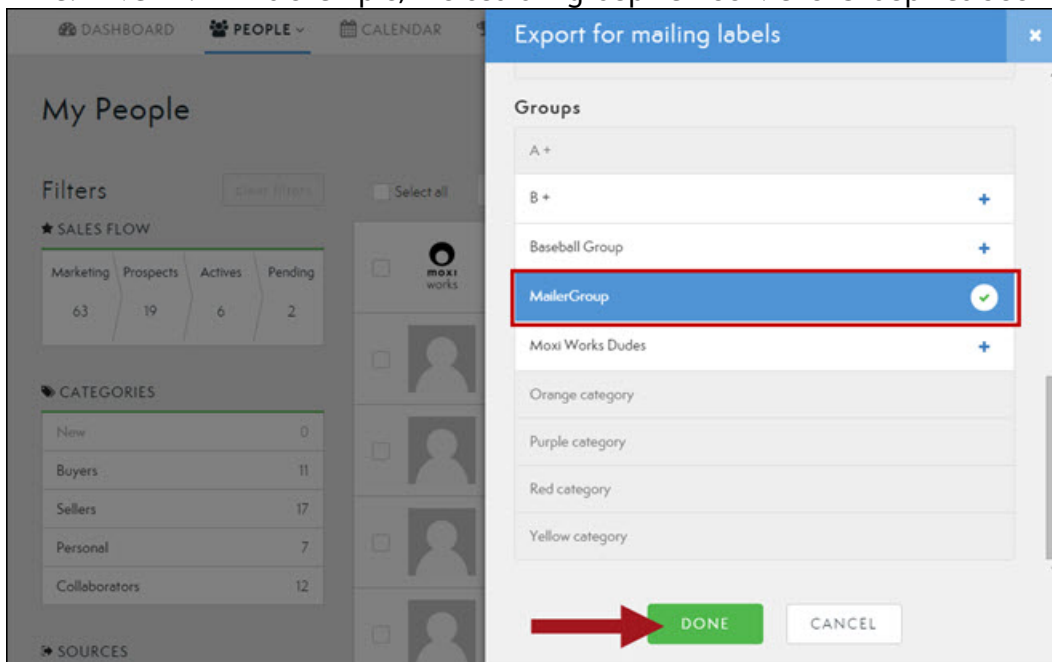 DASHBOARD PEOPLE CALENDAR
Export for mailing labels
My People
Filters
clear filters
Select all
SALES FLOW
Marketing Prospects Actives Pending
63 19 6 2
moxi
works
CATEGORIES
New 0
Buyers 11
Sellers 17
Personal 7
Collaborators 12
SOURCES
Groups
A +
B +
Baseball Group
MailerGroup
Moxi Works Dudes
Orange category
Purple category
Red category
Yellow category
DONE CANCEL